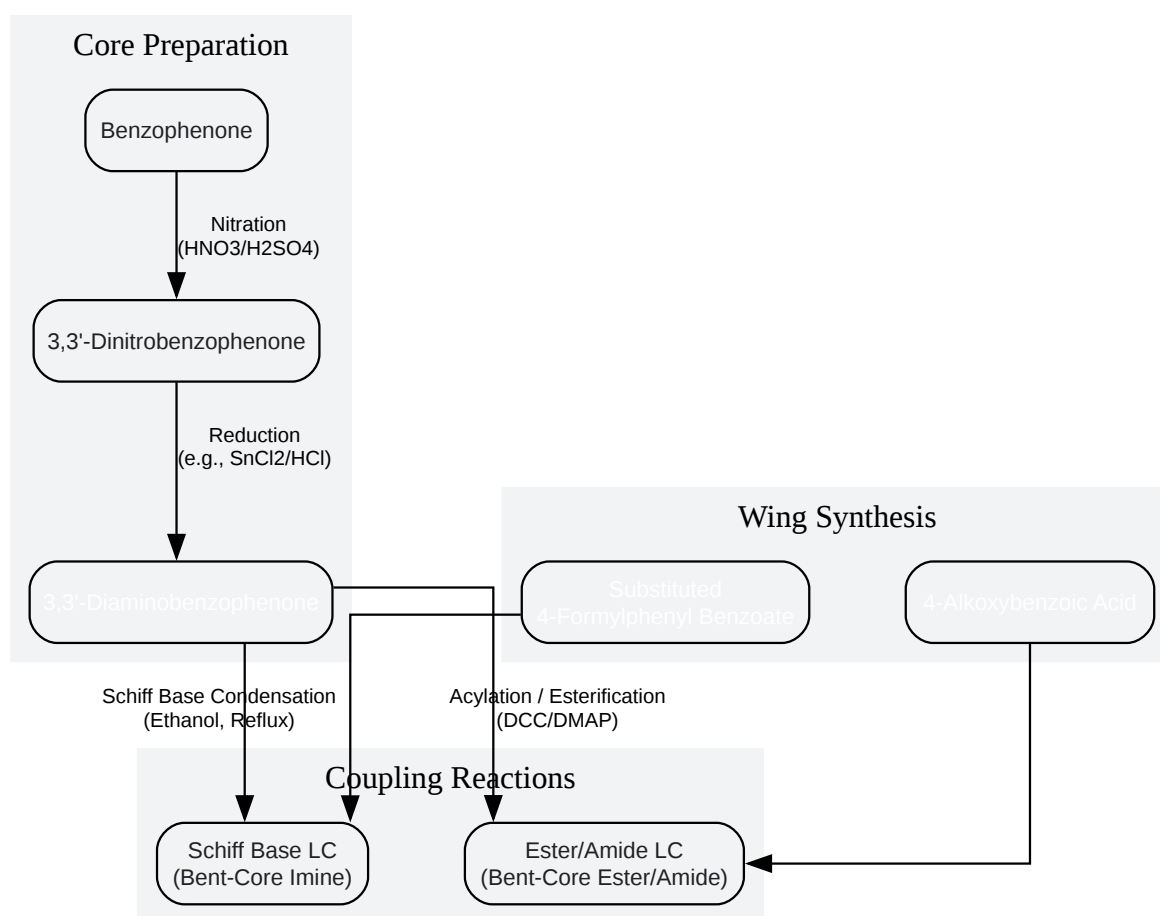 Core Preparation
Benzophenone
Nitration
(HNO3/H2SO4)
3,3'-Dinitrobenzophenone
Reduction
(e.g., SnCl2/HCl)
Wing Synthesis
3,3'-Diaminobenzophenone
Substituted
4-Formylphenyl Benzoate
4-Alkoxybenzoic Acid
Schiff Base Condensation
(Ethanol, Reflux)
Acylation / Esterification
(DCC/DMAP)
Coupling Reactions
Schiff Base LC
(Bent-Core Imine)
Ester/Amide LC
(Bent-Core Ester/Amide)